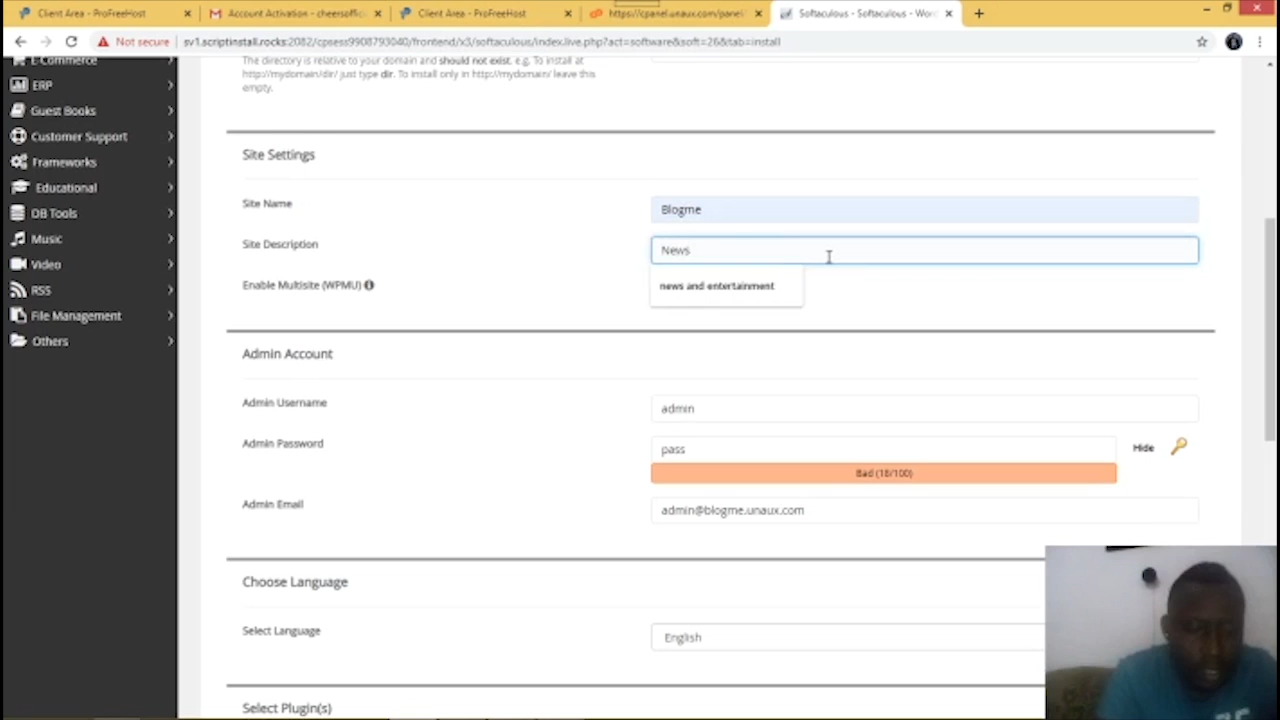 Client Area - ProFreeHost
Account Activation - cheersoffic
Client Area - ProFreeHost
https://cpanel.unaux.com/panel/
Softaculous - Softaculous - Wor
Not secure
sv1.scriptinstall.rocks:2082/cpsess9908793040/frontend/x3/softaculous/index.live.php?act=software&soft=26&tab=install
E-Commerce
ERP
Guest Books
Customer Support
Frameworks
Educational
DB Tools
Music
Video
RSS
File Management
Others
The directory is relative to your domain and should not exist. e.g. To install at
http://mydomain/dir/ just type dir. To install only in http://mydomain/ leave this
empty.
Site Settings
Site Name
Blogme
Site Description
News
news and entertainment
Enable Multisite (WPMU)
Admin Account
Admin Username
admin
Admin Password
pass
Hide
Bad (18/100)
Admin Email
admin@blogme.unaux.com
Choose Language
Select Language
English
Select Plugin(s)